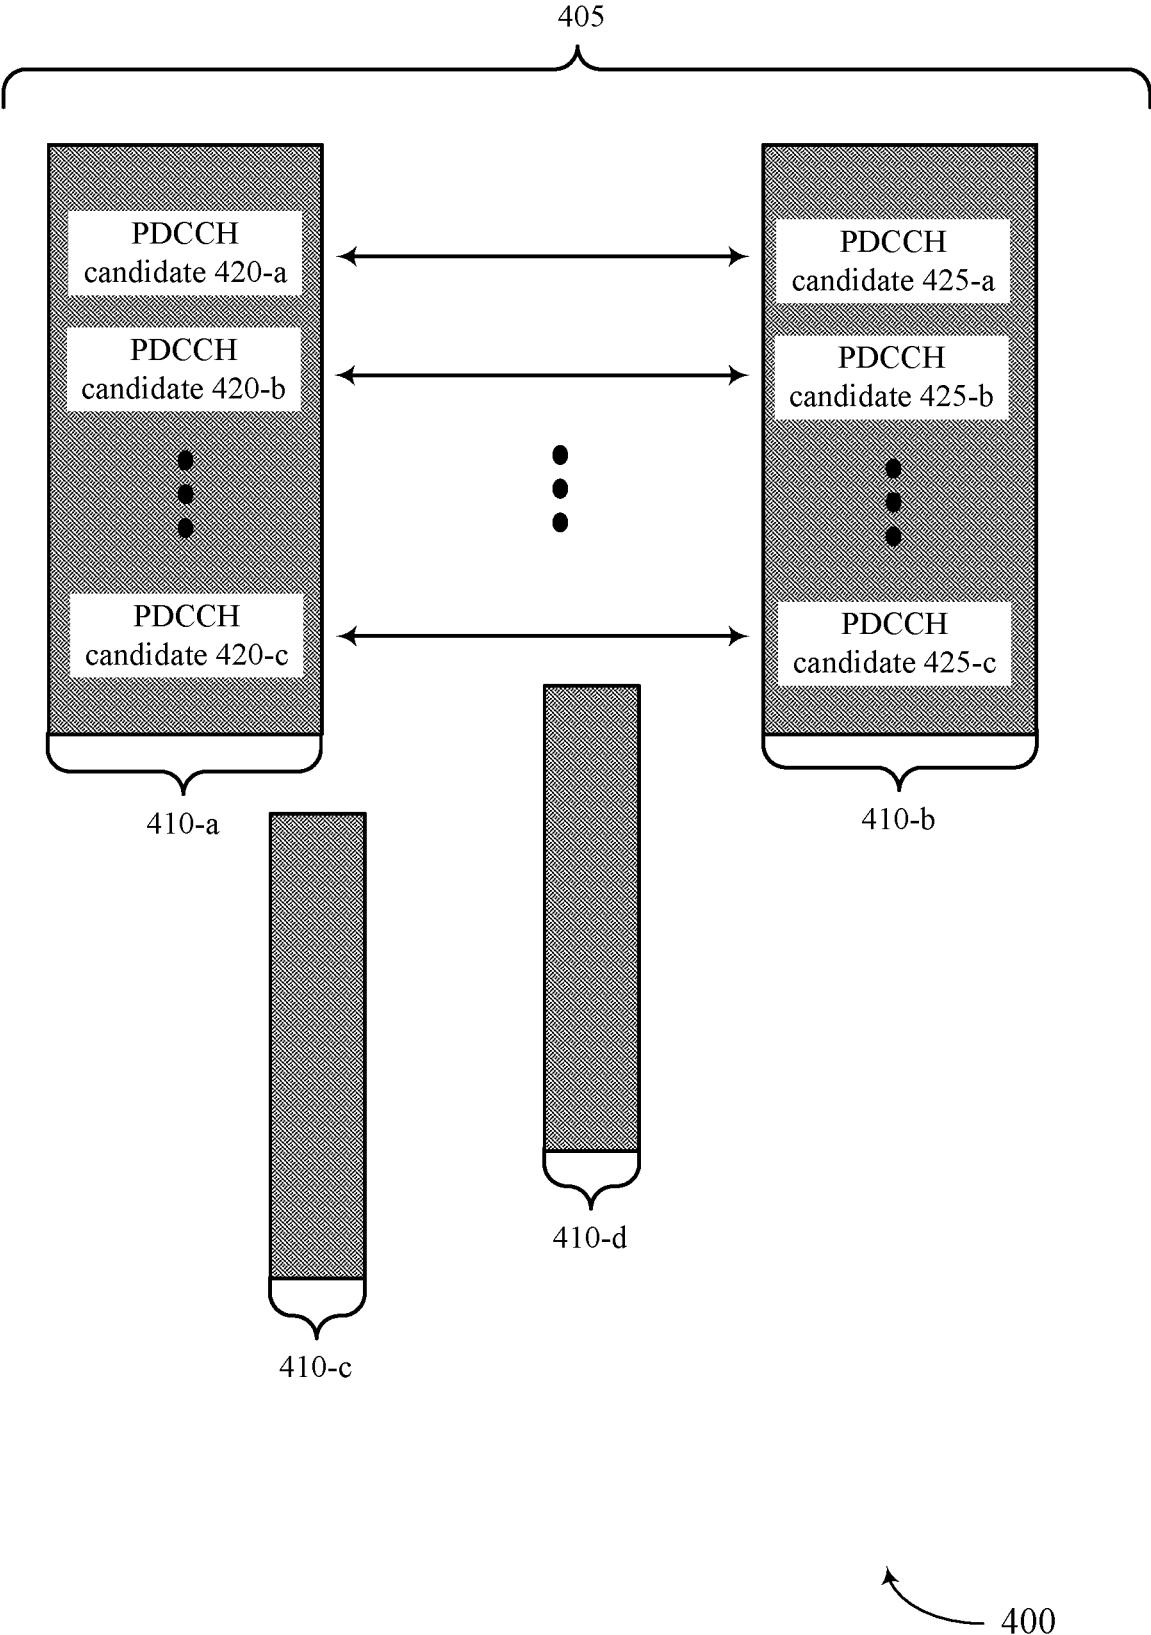 405
PDCCH
candidate 420-a
PDCCH
candidate 425-a
PDCCH
candidate 420-b
PDCCH
candidate 425-b
PDCCH
candidate 420-c
PDCCH
candidate 425-c
410-a
410-b
410-d
410-c
400